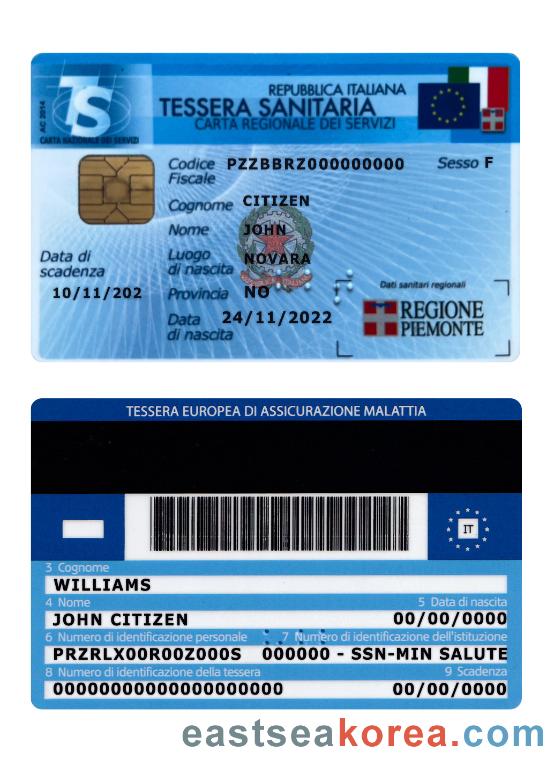 TS
AC 2014
CARTA NAZIONALE DEI SERVIZI
REPUBBLICA ITALIANA
TESSERA SANITARIA
CARTA REGIONALE DEI SERVIZI
Codice Fiscale PZZBBRZ000000000 Sesso F
Cognome CITIZEN
Nome JOHN
Luogo di nascita NOVARA
Provincia NO
Data di nascita 24/11/2022
Data di scadenza
10/11/202
Dati sanitari regionali
REGIONE
PIEMONTE
TESSERA EUROPEA DI ASSICURAZIONE MALATTIA
IT
3 Cognome
WILLIAMS
4 Nome 5 Data di nascita
JOHN CITIZEN 00/00/0000
6 Numero di identificazione personale 7 Numero di identificazione dell'istituzione
PRZRLX00R00Z000S 000000 - SSN-MIN SALUTE
8 Numero di identificazione della tessera 9 Scadenza
00000000000000000000 00/00/0000
eastseakorea.com